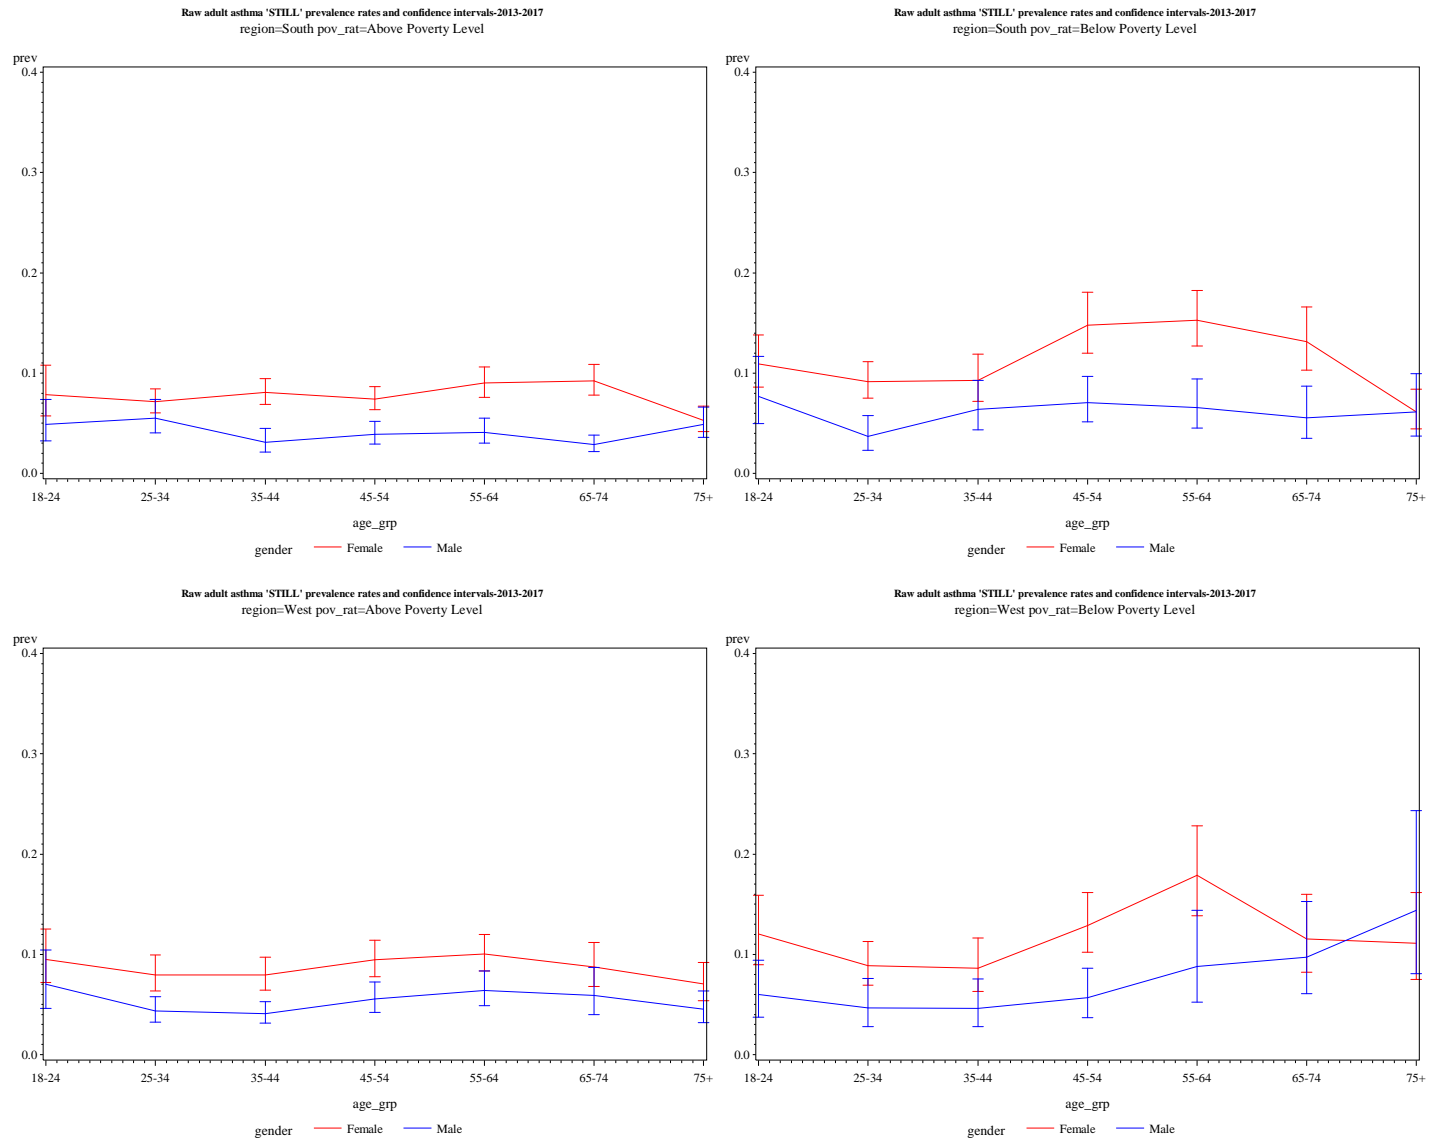 Raw adult asthma 'STILL' prevalence rates and confidence intervals-2013-2017
region=South pov_rat=Above Poverty Level
prev
0.4
0.3
0.2
0.1
0.0
18-24 25-34 35-44 45-54 55-64 65-74 75+
age_grp
gender Female Male
Raw adult asthma 'STILL' prevalence rates and confidence intervals-2013-2017
region=South pov_rat=Below Poverty Level
prev
0.4
0.3
0.2
0.1
0.0
18-24 25-34 35-44 45-54 55-64 65-74 75+
age_grp
gender Female Male
Raw adult asthma 'STILL' prevalence rates and confidence intervals-2013-2017
region=West pov_rat=Above Poverty Level
prev
0.4
0.3
0.2
0.1
0.0
18-24 25-34 35-44 45-54 55-64 65-74 75+
age_grp
gender Female Male
Raw adult asthma 'STILL' prevalence rates and confidence intervals-2013-2017
region=West pov_rat=Below Poverty Level
prev
0.4
0.3
0.2
0.1
0.0
18-24 25-34 35-44 45-54 55-64 65-74 75+
age_grp
gender Female Male